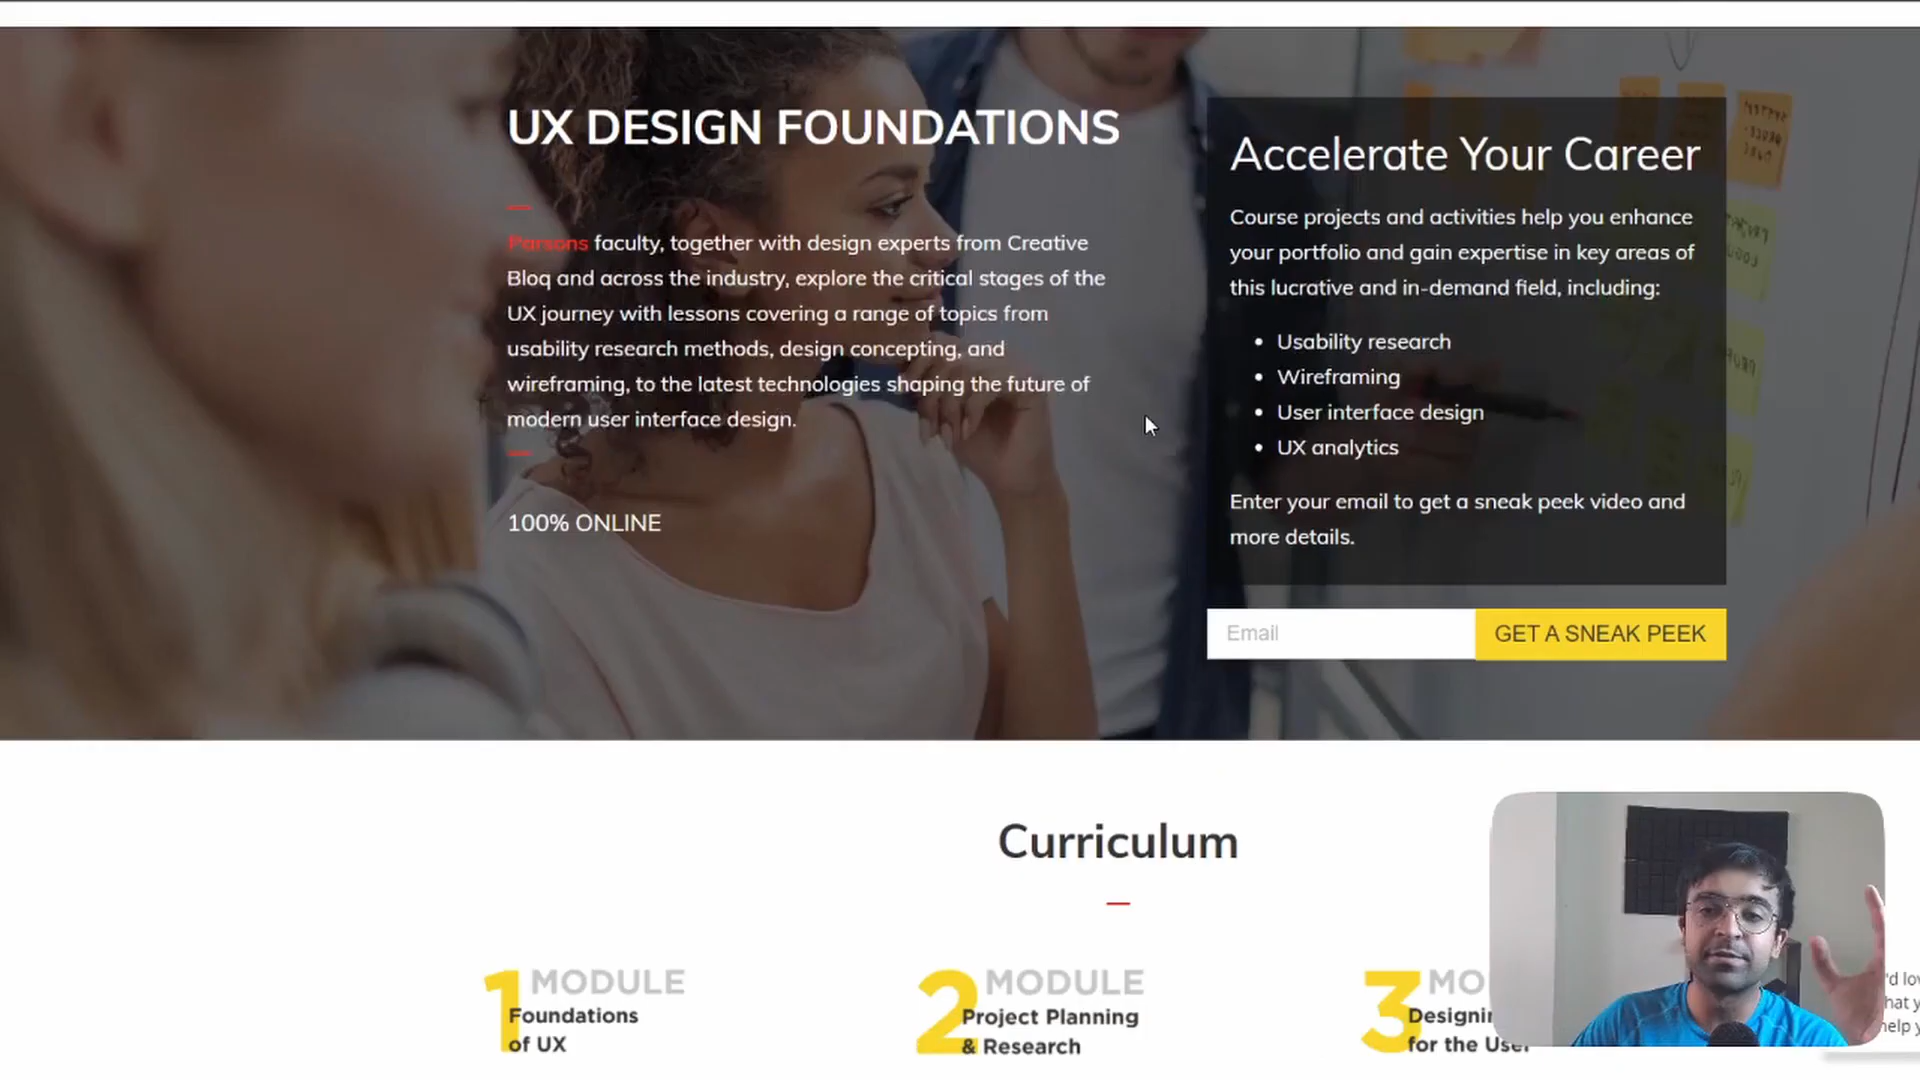 UX DESIGN FOUNDATIONS
Parsons faculty, together with design experts from Creative
Bloq and across the industry, explore the critical stages of the
UX journey with lessons covering a range of topics from
usability research methods, design concepting, and
wireframing, to the latest technologies shaping the future of
modern user interface design.
100% ONLINE
Accelerate Your Career
Course projects and activities help you enhance
your portfolio and gain expertise in key areas of
this lucrative and in-demand field, including:
• Usability research
• Wireframing
• User interface design
• UX analytics
Enter your email to get a sneak peek video and
more details.
Email
GET A SNEAK PEEK
Curriculum
1 MODULE
Foundations
of UX
2 MODULE
Project Planning
& Research
3 MO
Designin
for the User